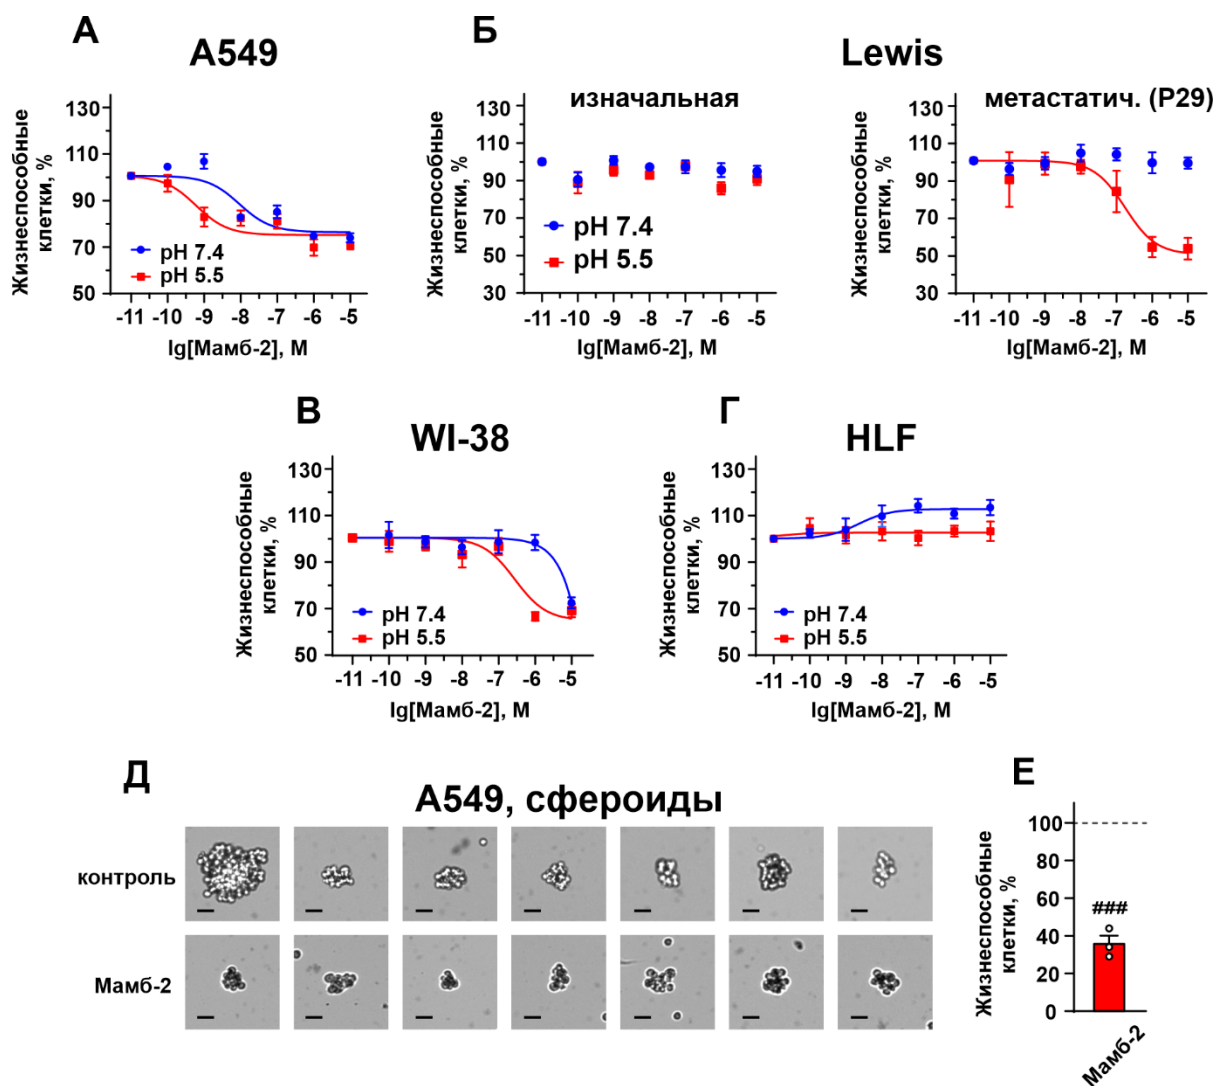 А
A549
Жизнеспособные
клетки, %
130
110
90
70
50
pH 7.4
pH 5.5
-11 -10 -9 -8 -7 -6 -5
lg[Мамб-2], М
Б
Lewis
изначальная
Жизнеспособные
клетки, %
130
110
90
70
50
30
pH 7.4
pH 5.5
-11 -10 -9 -8 -7 -6 -5
lg[Мамб-2], М
метастатич. (P29)
Жизнеспособные
клетки, %
130
110
90
70
50
30
-11 -10 -9 -8 -7 -6 -5
lg[Мамб-2], М
В
WI-38
Жизнеспособные
клетки, %
130
110
90
70
50
pH 7.4
pH 5.5
-11 -10 -9 -8 -7 -6 -5
lg[Мамб-2], М
Г
HLF
Жизнеспособные
клетки, %
130
110
90
70
50
pH 7.4
pH 5.5
-11 -10 -9 -8 -7 -6 -5
lg[Мамб-2], М
Д
A549, сфероиды
контроль
Мамб-2
Е
Жизнеспособные
клетки, %
100
80
60
40
20
0
###
Мамб-2